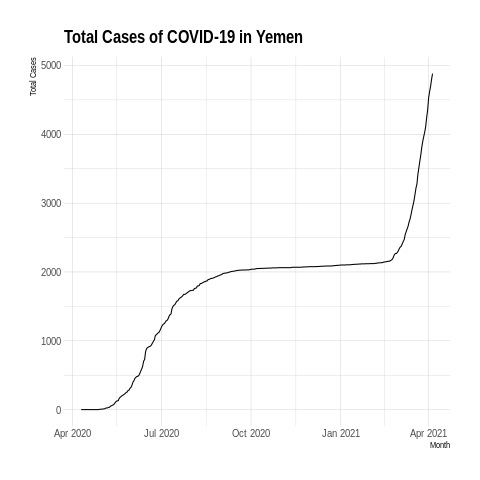 Total Cases of COVID-19 in Yemen
Total Cases
5000
4000
3000
2000
1000
0
Apr 2020 Jul 2020 Oct 2020 Jan 2021 Apr 2021
Month